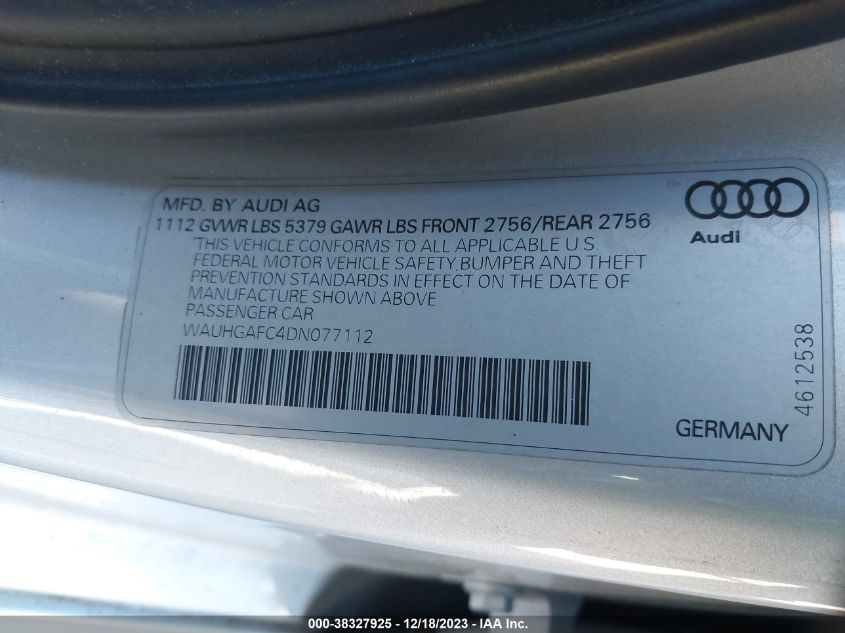 MFD. BY AUDI AG
1112 GVWR LBS 5379 GAWR LBS FRONT 2756/REAR 2756
THIS VEHICLE CONFORMS TO ALL APPLICABLE U.S.
FEDERAL MOTOR VEHICLE SAFETY,BUMPER AND THEFT
PREVENTION STANDARDS IN EFFECT ON THE DATE OF
MANUFACTURE SHOWN ABOVE
PASSENGER CAR
WAUHGAFC4DN077112
Audi
4612538
GERMANY
000-38327925 - 12/18/2023 - IAA Inc.